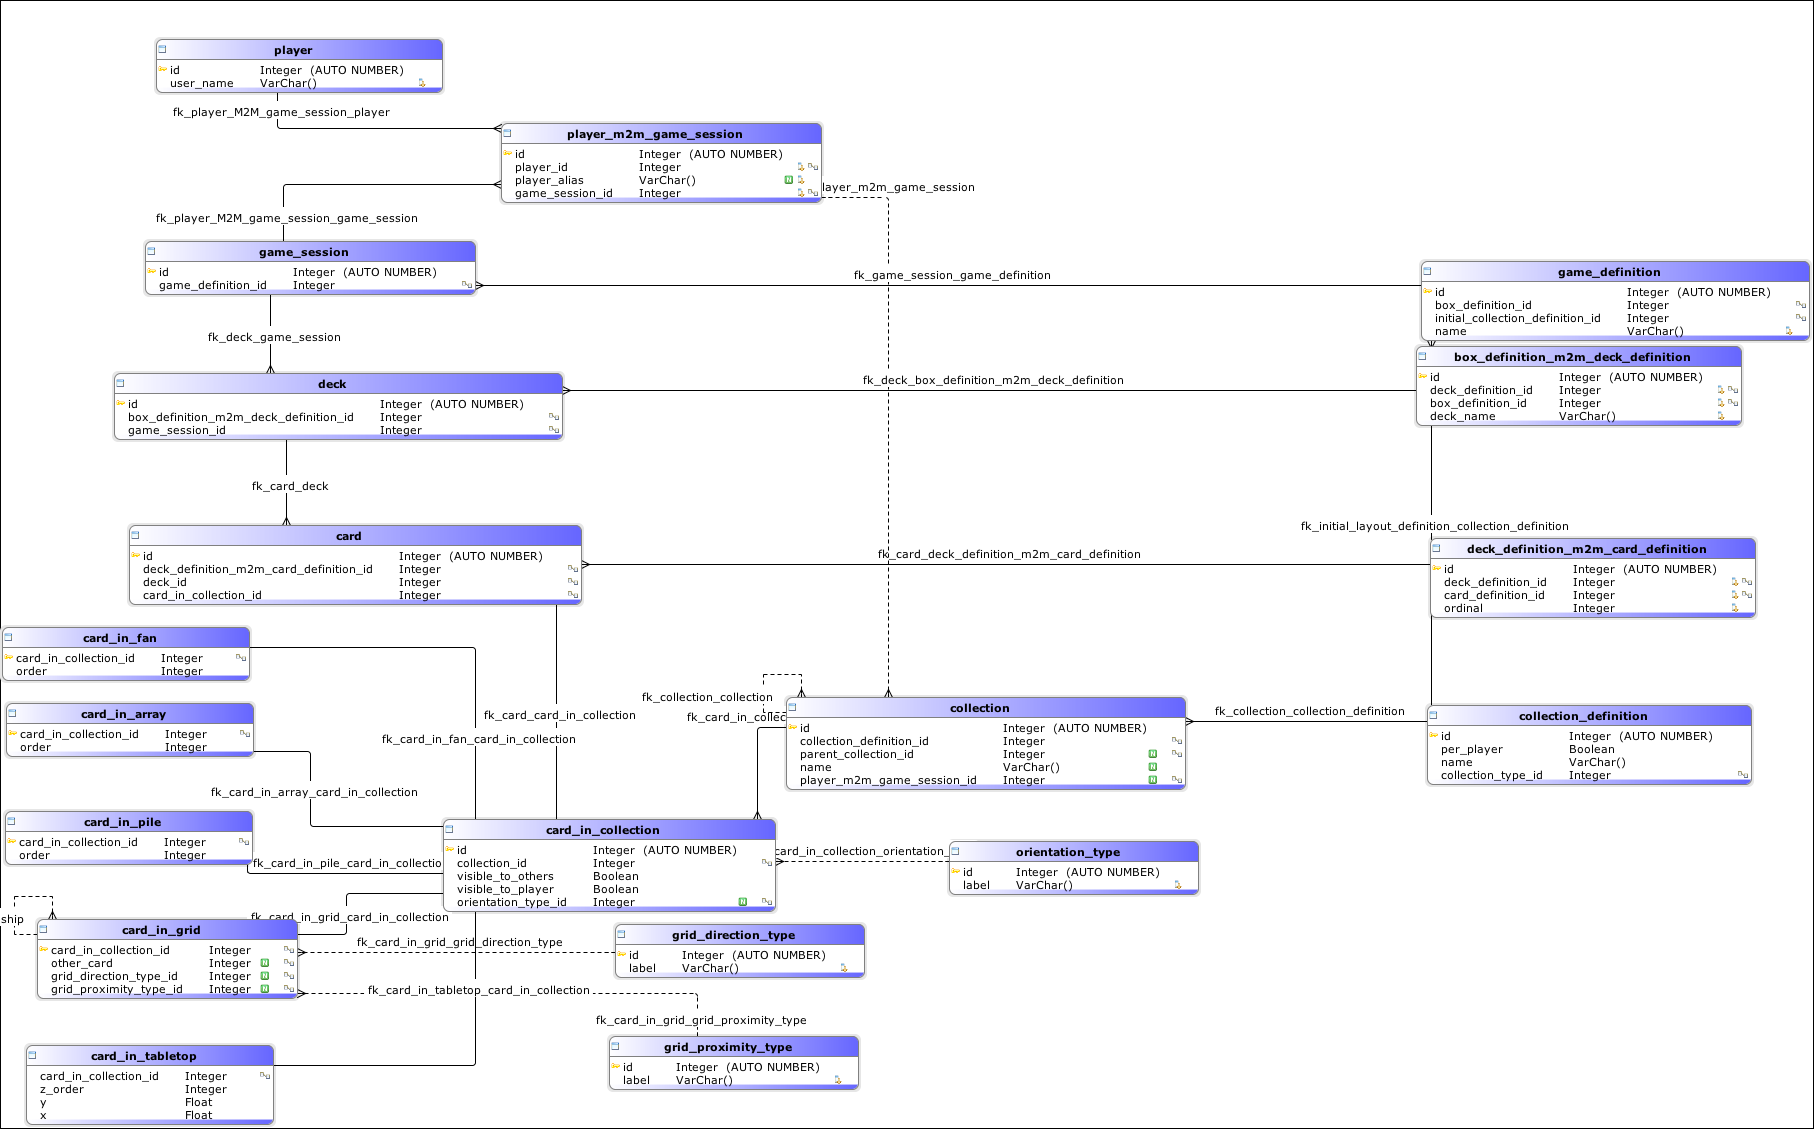 player
id Integer (AUTO NUMBER)
user_name VarChar()
fk_player_M2M_game_session_player
player_m2m_game_session
id Integer (AUTO NUMBER)
player_id Integer
player_alias VarChar()
game_session_id Integer
layer_m2m_game_session
fk_player_M2M_game_session_game_session
game_session
id Integer (AUTO NUMBER)
game_definition_id Integer
fk_game_session_game_definition
game_definition
id Integer (AUTO NUMBER)
box_definition_id Integer
initial_collection_definition_id Integer
name VarChar()
fk_deck_game_session
box_definition_m2m_deck_definition
id Integer (AUTO NUMBER)
deck_definition_id Integer
box_definition_id Integer
deck_name VarChar()
deck
id Integer (AUTO NUMBER)
box_definition_m2m_deck_definition_id Integer
game_session_id Integer
fk_deck_box_definition_m2m_deck_definition
fk_card_deck
fk_initial_layout_definition_collection_definition
card
id Integer (AUTO NUMBER)
deck_definition_m2m_card_definition_id Integer
deck_id Integer
card_in_collection_id Integer
fk_card_deck_definition_m2m_card_definition
deck_definition_m2m_card_definition
id Integer (AUTO NUMBER)
deck_definition_id Integer
card_definition_id Integer
ordinal Integer
card_in_fan
card_in_collection_id Integer
order Integer
card_in_array
card_in_collection_id Integer
order Integer
fk_collection_collection
fk_card_in_collec
fk_card_card_in_collection
fk_card_in_fan_card_in_collection
collection
id Integer (AUTO NUMBER)
collection_definition_id Integer
parent_collection_id Integer
name VarChar()
player_m2m_game_session_id Integer
fk_collection_collection_definition
collection_definition
id Integer (AUTO NUMBER)
per_player Boolean
name VarChar()
collection_type_id Integer
fk_card_in_array_card_in_collection
card_in_pile
card_in_collection_id Integer
order Integer
fk_card_in_pile_card_in_collection
card_in_collection
id Integer (AUTO NUMBER)
collection_id Integer
visible_to_others Boolean
visible_to_player Boolean
orientation_type_id Integer
card_in_collection_orientation_
orientation_type
id Integer (AUTO NUMBER)
label VarChar()
ship
fk_card_in_grid_card_in_collection
card_in_grid
card_in_collection_id Integer
other_card Integer
grid_direction_type_id Integer
grid_proximity_type_id Integer
fk_card_in_grid_grid_direction_type
grid_direction_type
id Integer (AUTO NUMBER)
label VarChar()
fk_card_in_tabletop_card_in_collection
fk_card_in_grid_grid_proximity_type
grid_proximity_type
id Integer (AUTO NUMBER)
label VarChar()
card_in_tabletop
card_in_collection_id Integer
z_order Integer
y Float
x Float